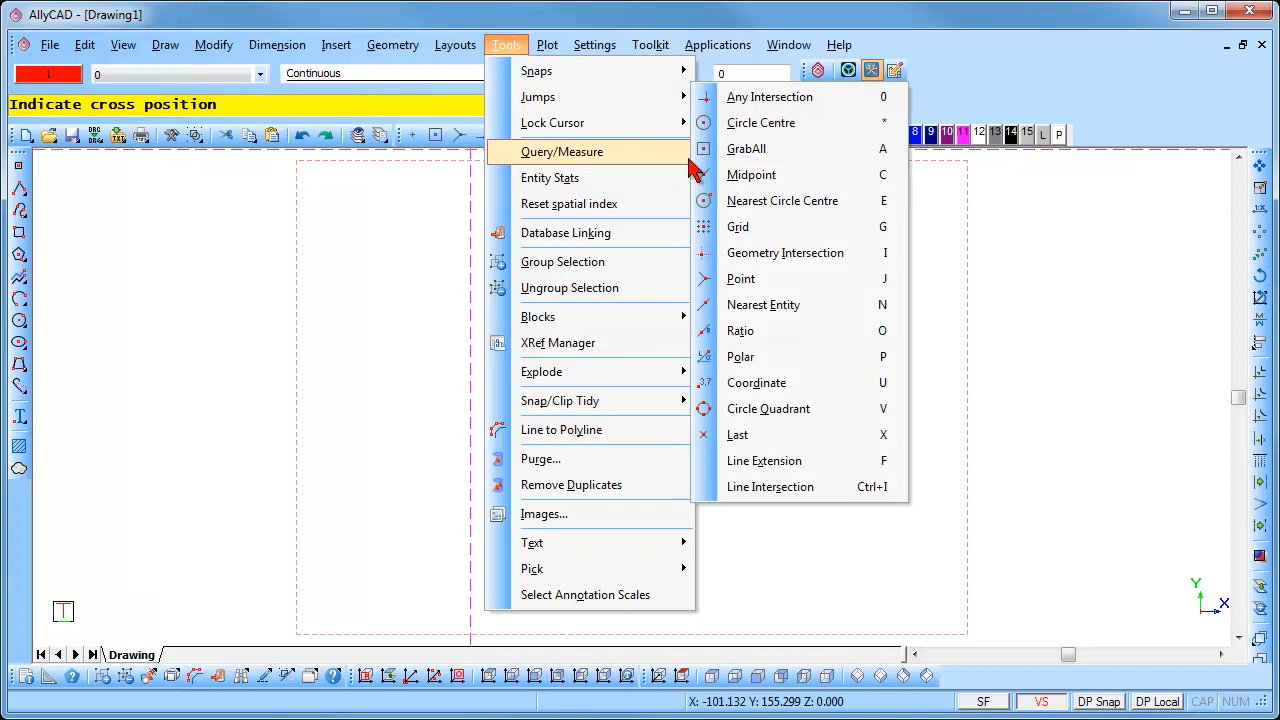 AllyCAD - [Drawing1]
File Edit View Draw Modify Dimension Insert Geometry Layouts Tools Plot Settings Toolkit Applications Window Help
1 0 Continuous 0
Indicate cross position
8 9 10 11 12 13 14 L P
Snaps
Jumps
Lock Cursor
Query/Measure
Entity Stats
Reset spatial index
Database Linking
Group Selection
Ungroup Selection
Blocks
XRef Manager
Explode
Snap/Clip Tidy
Line to Polyline
Purge...
Remove Duplicates
Images...
Text
Pick
Select Annotation Scales
Any Intersection 0
Circle Centre *
GrabAll A
Midpoint C
Nearest Circle Centre E
Grid G
Geometry Intersection I
Point J
Nearest Entity N
Ratio O
Polar P
Coordinate U
Circle Quadrant V
Last X
Line Extension F
Line Intersection Ctrl+I
T
Y
X
Drawing
X: -101.132 Y: 155.299 Z: 0.000 SF VS DP Snap DP Local CAP NUM